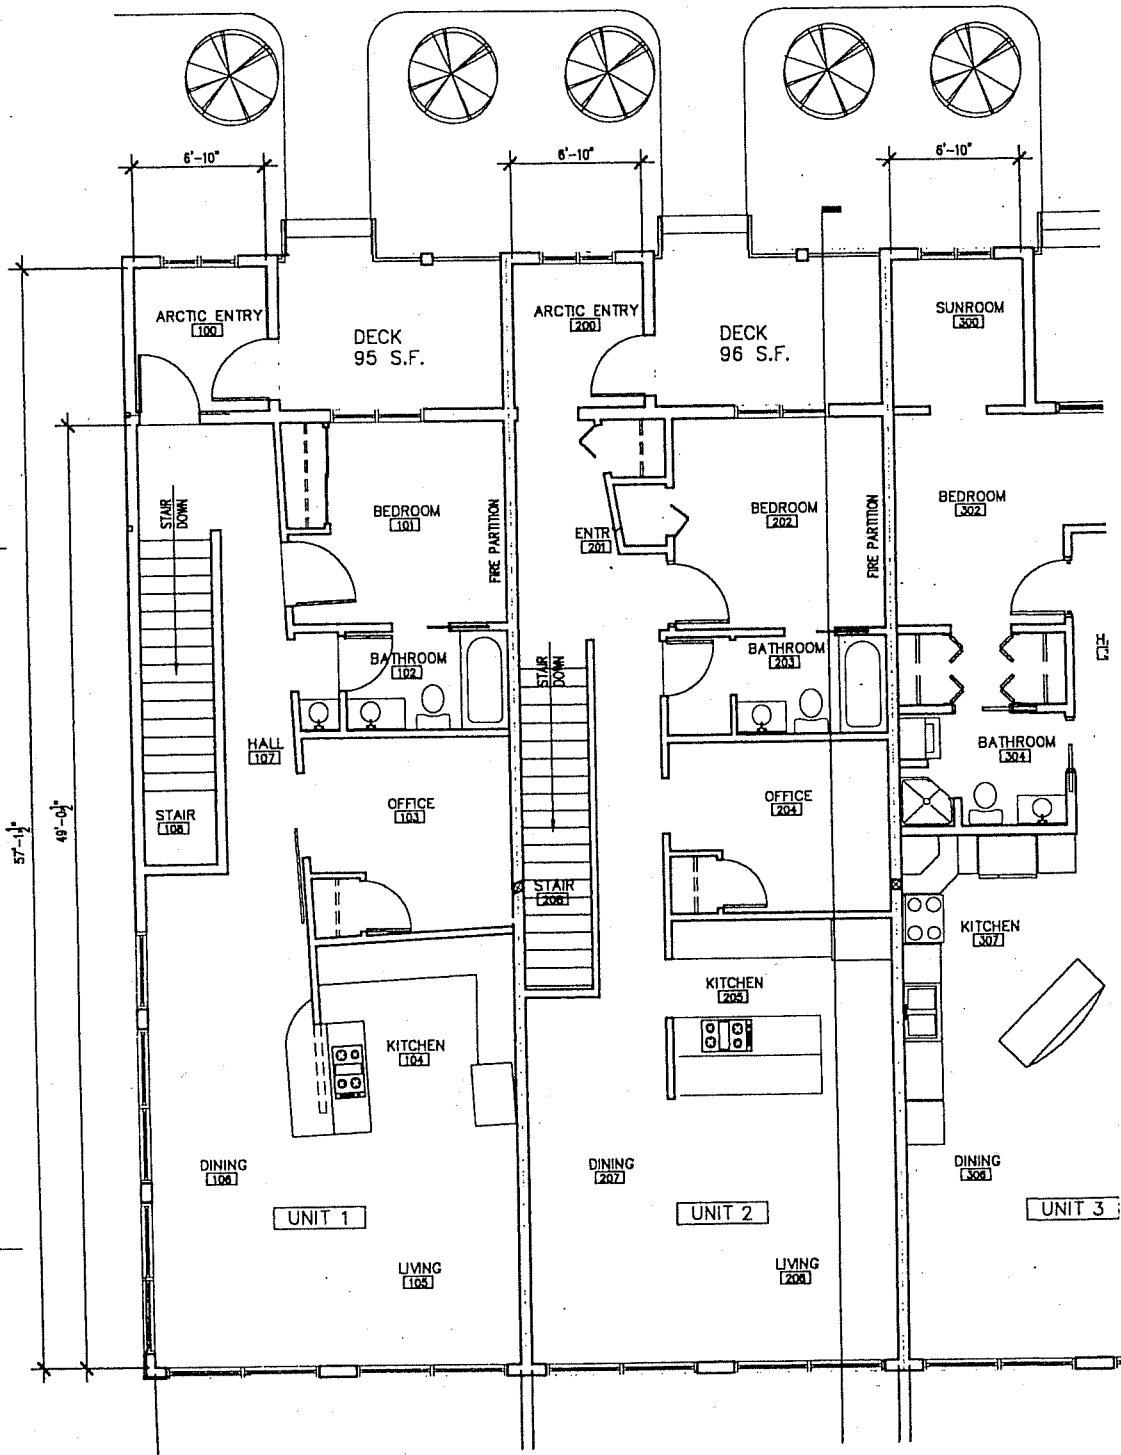 6'-10"
6'-10"
6'-10"
ARCTIC ENTRY
100
DECK
95 S.F.
ARCTIC ENTRY
200
DECK
96 S.F.
SUNROOM
300
STAIR
DOWN
BEDROOM
101
FIRE PARTITION
ENTR
201
BEDROOM
202
FIRE PARTITION
BEDROOM
302
BATHROOM
102
STAIR
DOWN
BATHROOM
203
HALL
107
BATHROOM
304
STAIR
108
OFFICE
103
OFFICE
204
57'-1½"
49'-0½"
STAIR
208
KITCHEN
307
KITCHEN
205
KITCHEN
104
DINING
106
DINING
207
DINING
306
UNIT 1
UNIT 2
UNIT 3
LIVING
105
LIVING
206